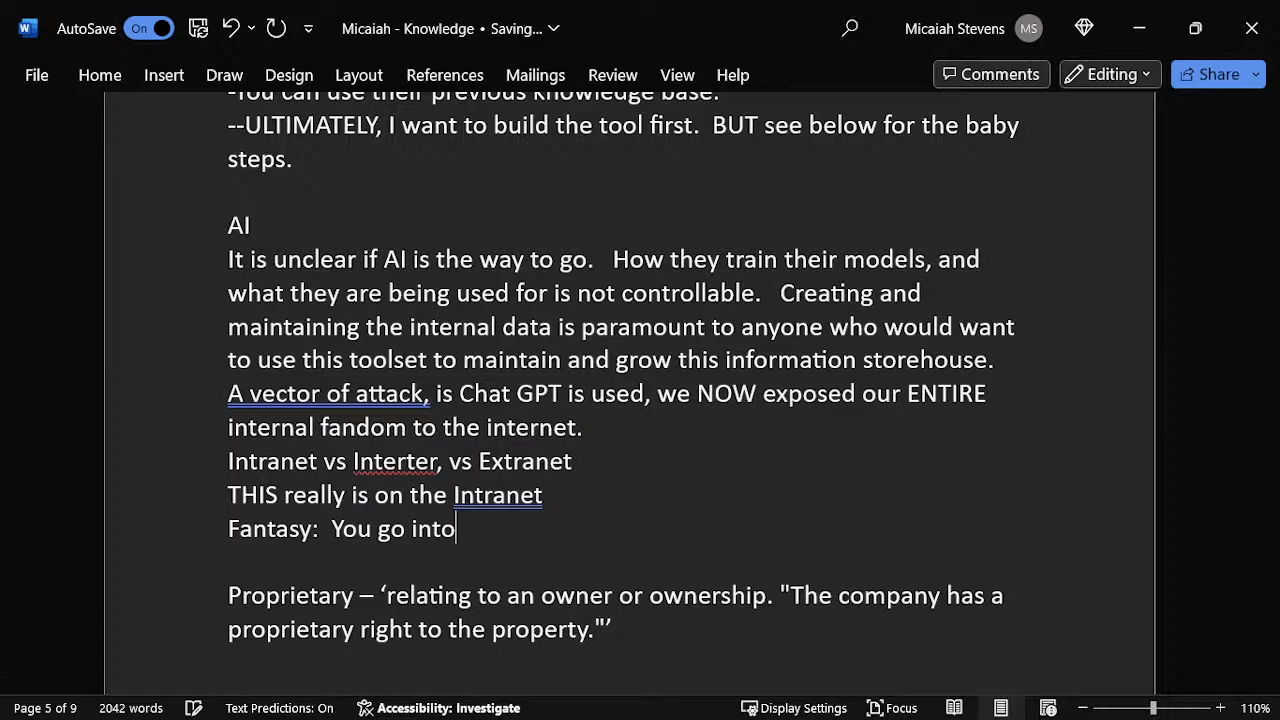 AutoSave On Micaiah - Knowledge • Saving... Micaiah Stevens MS
File Home Insert Draw Design Layout References Mailings Review View Help Comments Editing Share
-You can use their previous knowledge base.
--ULTIMATELY, I want to build the tool first.  BUT see below for the baby
steps.
AI
It is unclear if AI is the way to go.   How they train their models, and
what they are being used for is not controllable.   Creating and
maintaining the internal data is paramount to anyone who would want
to use this toolset to maintain and grow this information storehouse.
A vector of attack, is Chat GPT is used, we NOW exposed our ENTIRE
internal fandom to the internet.
Intranet vs Interter, vs Extranet
THIS really is on the Intranet
Fantasy:  You go into
Proprietary – ‘relating to an owner or ownership. "The company has a
proprietary right to the property."’
Page 5 of 9 2042 words Text Predictions: On Accessibility: Investigate Display Settings Focus 110%